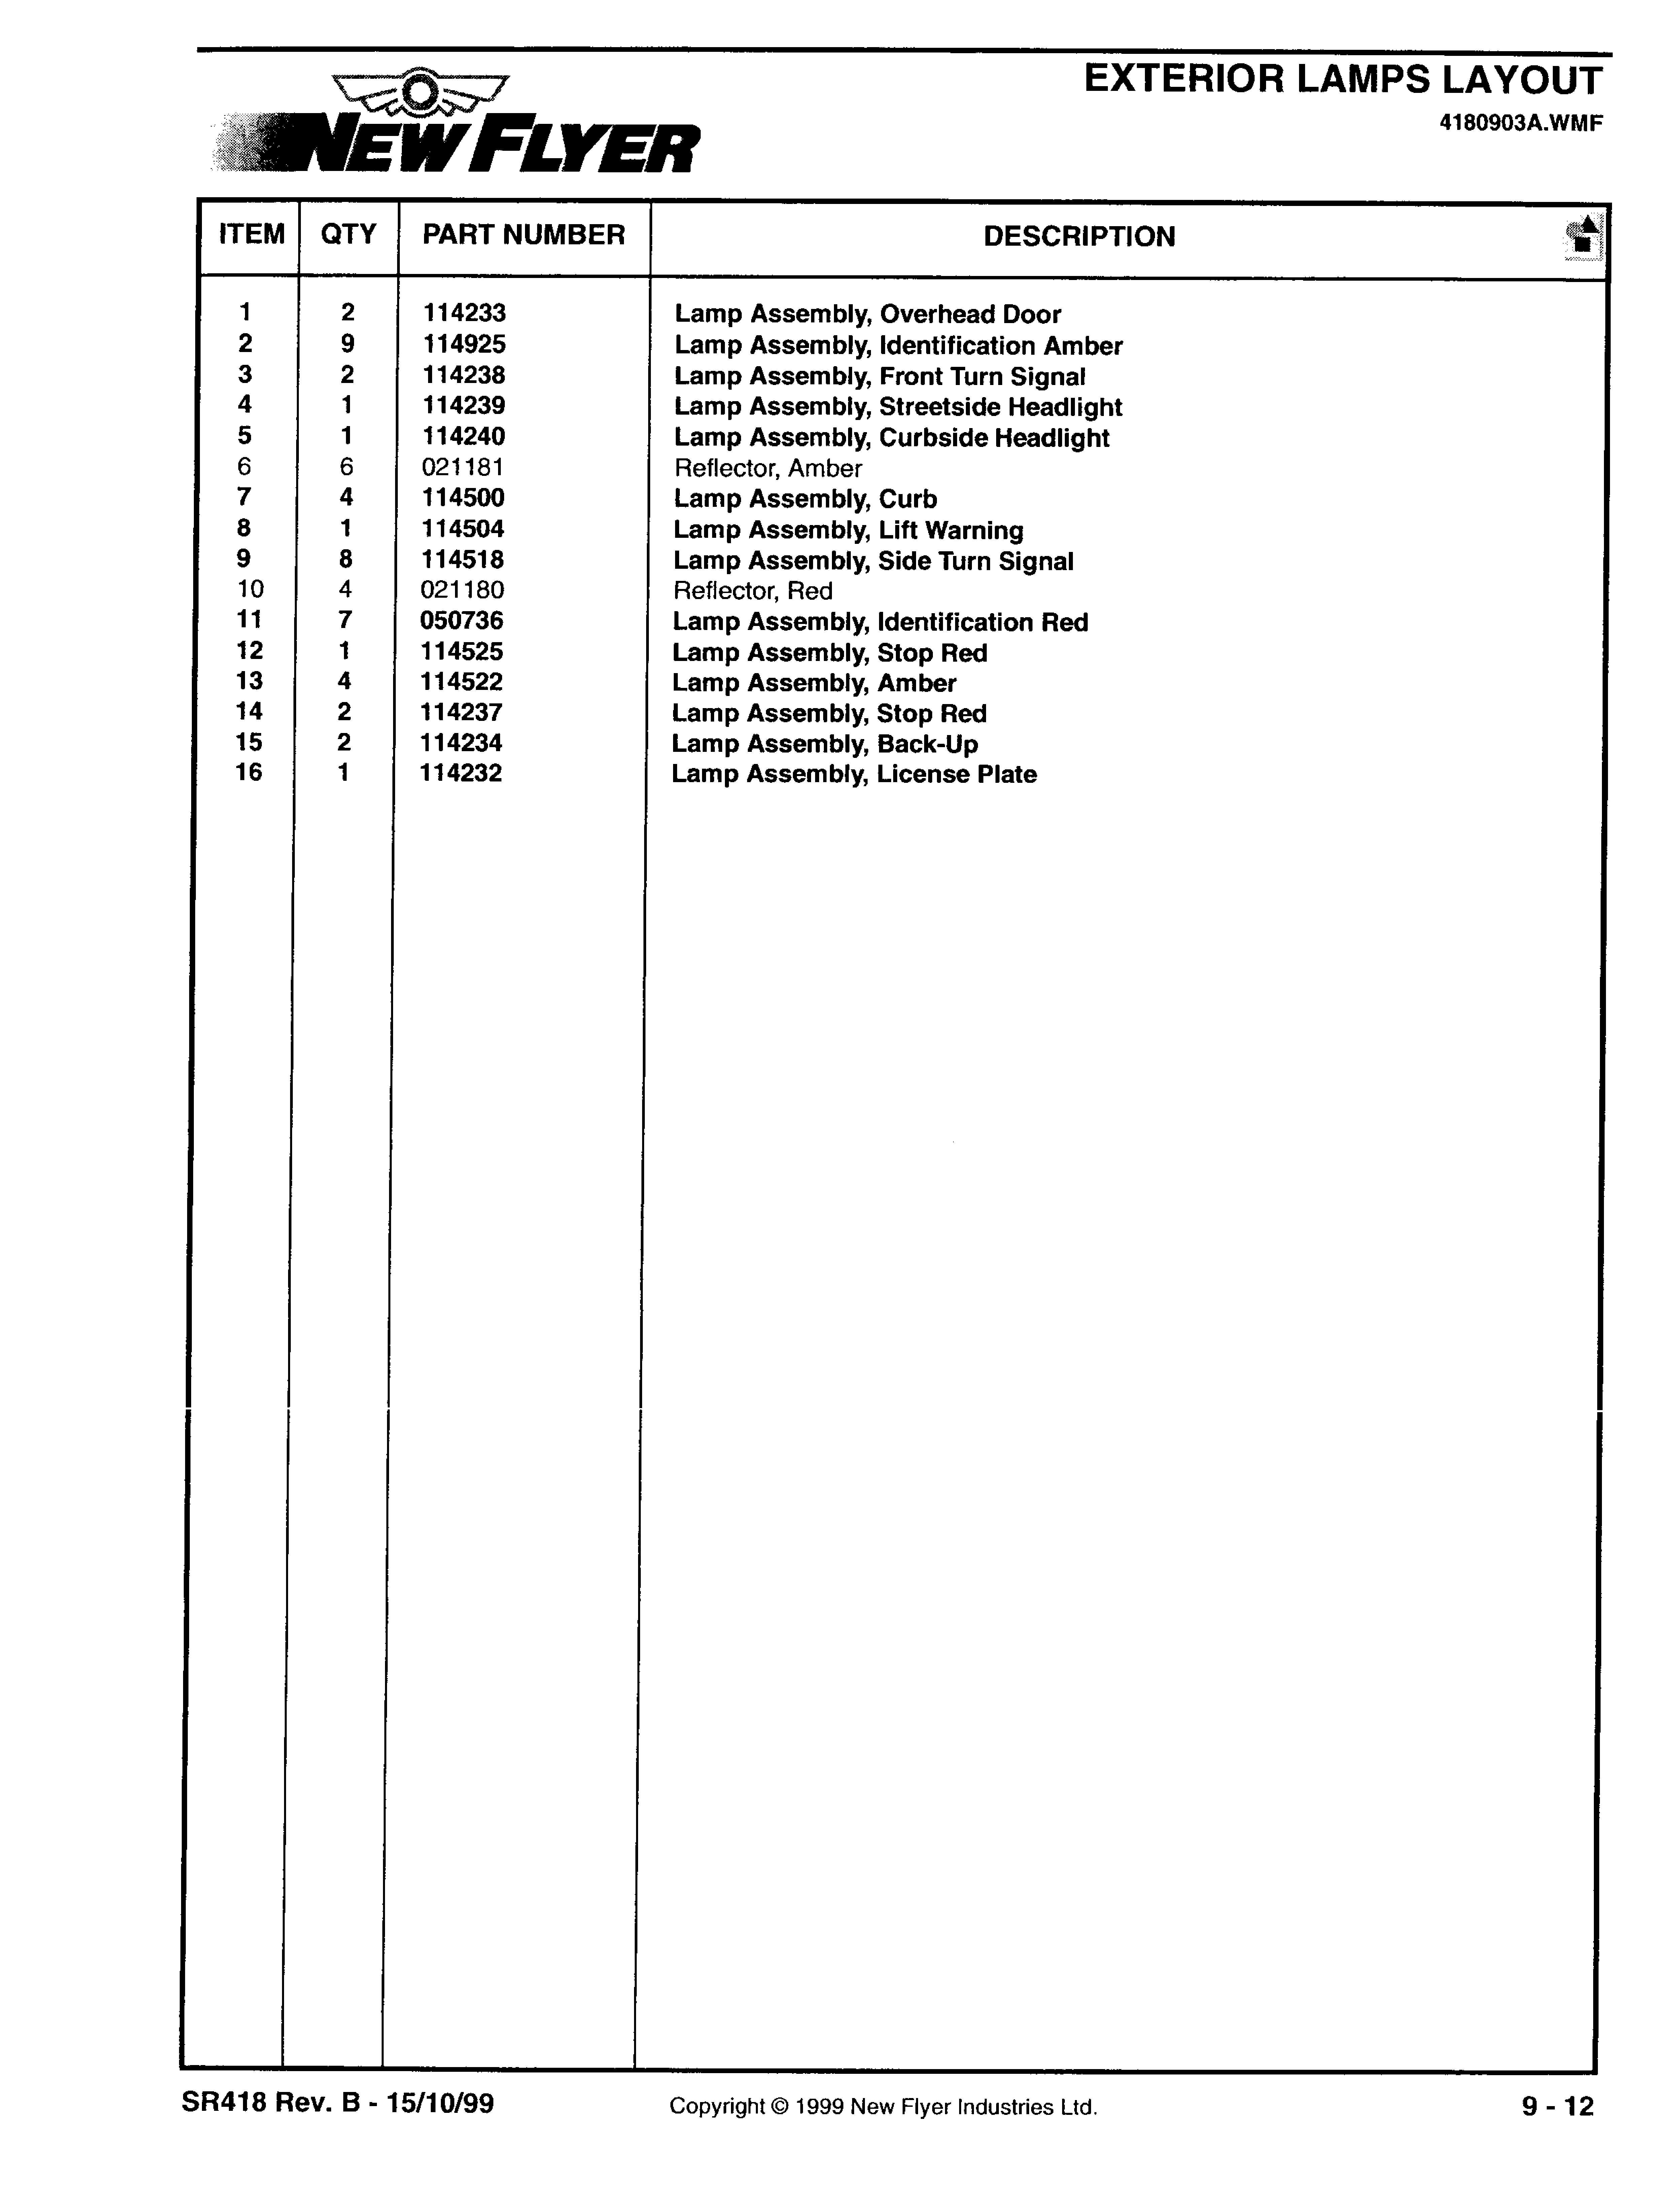 EXTERIOR LAMPS LAYOUT
4180903A.WMF
NEW FLYER
ITEM QTY PART NUMBER DESCRIPTION
1 2 114233 Lamp Assembly, Overhead Door
2 9 114925 Lamp Assembly, Identification Amber
3 2 114238 Lamp Assembly, Front Turn Signal
4 1 114239 Lamp Assembly, Streetside Headlight
5 1 114240 Lamp Assembly, Curbside Headlight
6 6 021181 Reflector, Amber
7 4 114500 Lamp Assembly, Curb
8 1 114504 Lamp Assembly, Lift Warning
9 8 114518 Lamp Assembly, Side Turn Signal
10 4 021180 Reflector, Red
11 7 050736 Lamp Assembly, Identification Red
12 1 114525 Lamp Assembly, Stop Red
13 4 114522 Lamp Assembly, Amber
14 2 114237 Lamp Assembly, Stop Red
15 2 114234 Lamp Assembly, Back-Up
16 1 114232 Lamp Assembly, License Plate
SR418 Rev. B - 15/10/99 Copyright © 1999 New Flyer Industries Ltd. 9 - 12